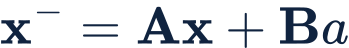 x⁻ = Ax + Ba